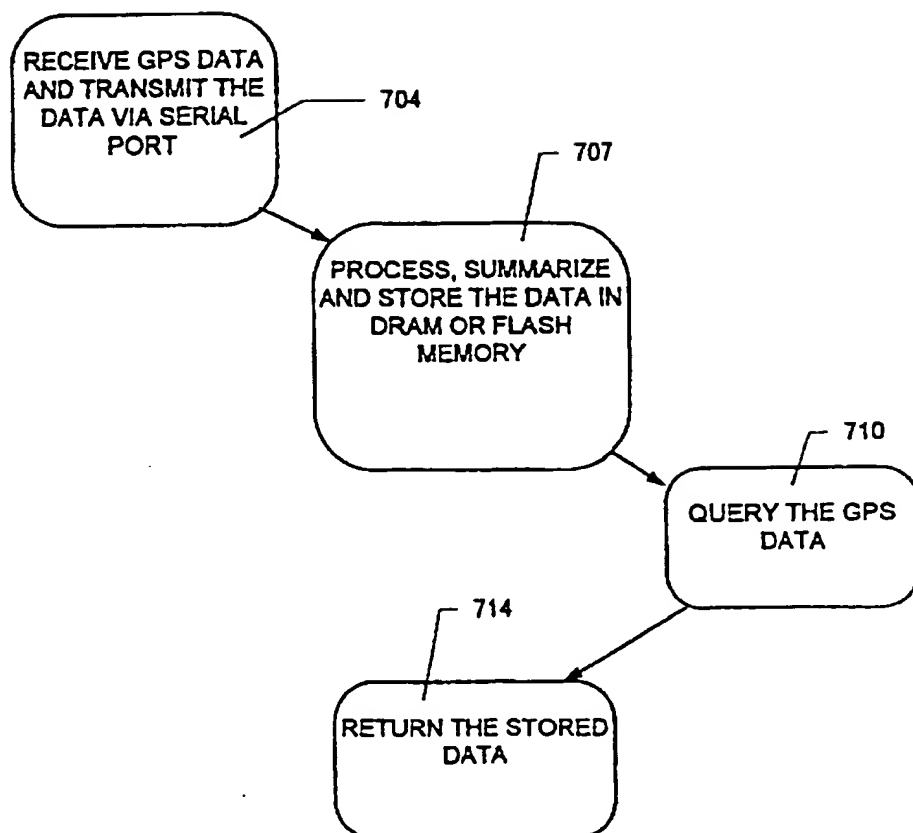 RECEIVE GPS DATA
AND TRANSMIT THE
DATA VIA SERIAL
PORT
704
707
PROCESS, SUMMARIZE
AND STORE THE DATA IN
DRAM OR FLASH
MEMORY
710
QUERY THE GPS
DATA
714
RETURN THE STORED
DATA